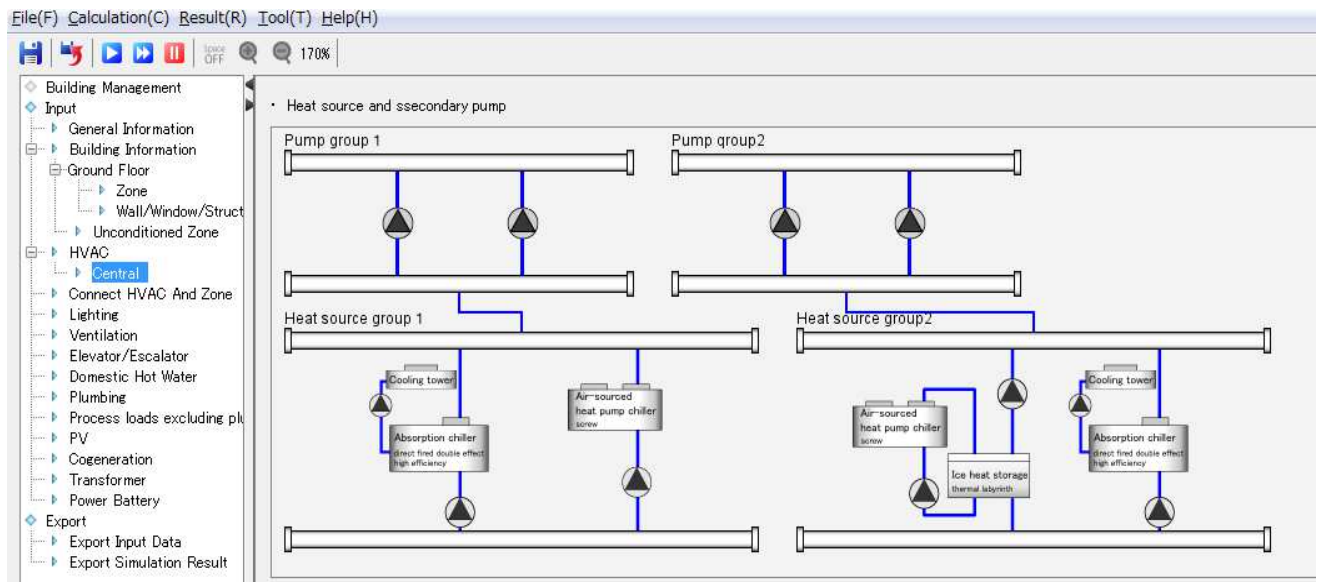 File(F) Calculation(C) Result(R) Tool(T) Help(H)
Space OFF 170%
Building Management
Input
General Information
Building Information
Ground Floor
Zone
Wall/Window/Struct
Unconditioned Zone
HVAC
Central
Connect HVAC And Zone
Lighting
Ventilation
Elevator/Escalator
Domestic Hot Water
Plumbing
Process loads excluding plu
PV
Cogeneration
Transformer
Power Battery
Export
Export Input Data
Export Simulation Result
・ Heat source and ssecondary pump
Pump group 1
Pump group2
Heat source group 1
Cooling tower
Absorption chiller
direct fired double effect
high efficiency
Air-sourced
heat pump chiller
screw
Heat source group2
Air-sourced
heat pump chiller
screw
Ice heat storage
thermal labyrinth
Cooling tower
Absorption chiller
direct fired double effect
high efficiency